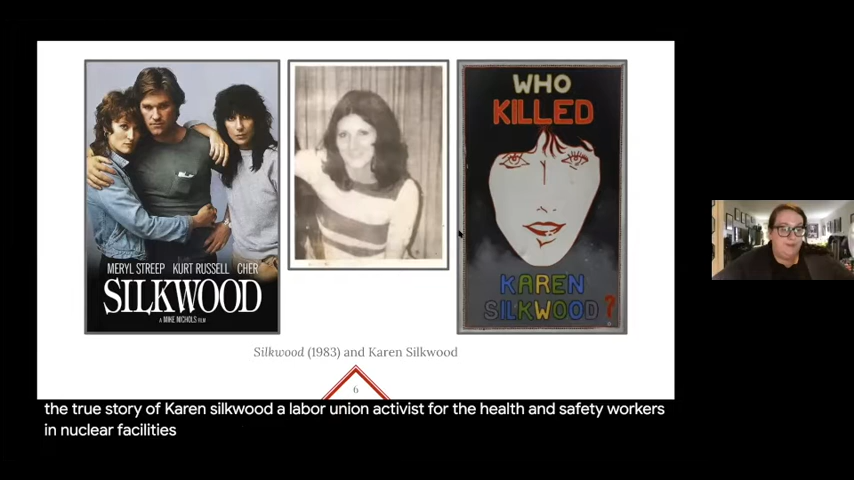 MERYL STREEP KURT RUSSELL CHER
SILKWOOD
A MIKE NICHOLS FILM
WHO
KILLED
KAREN
SILKWOOD?
Silkwood (1983) and Karen Silkwood
6
the true story of Karen silkwood a labor union activist for the health and safety workers
in nuclear facilities